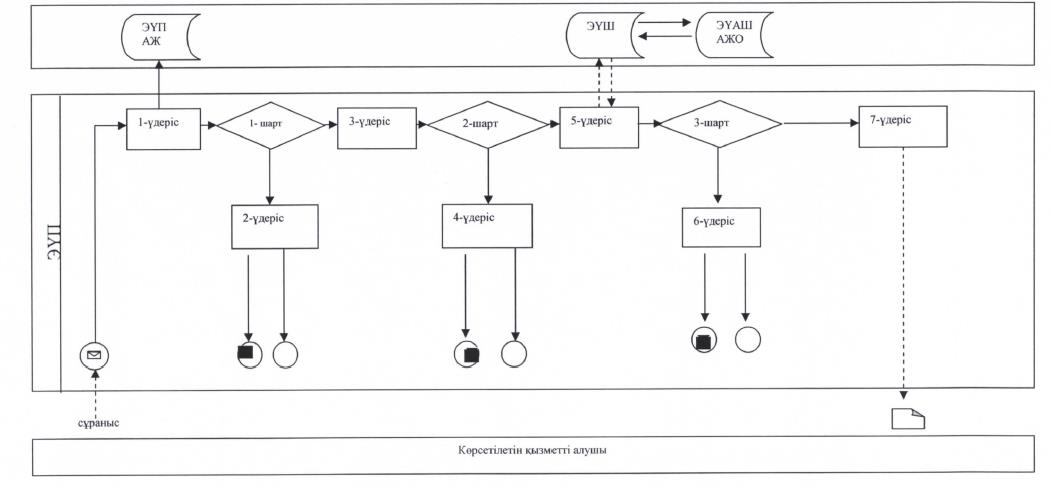 ЭҮП
АЖ
ЭҮШ
ЭҮАШ
АЖО
1-үдеріс
1- шарт
3-үдеріс
2-шарт
5-үдеріс
3-шарт
7-үдеріс
2-үдеріс
4-үдеріс
6-үдеріс
ЭҮП
сұраныс
Көрсетілетін қызметті алушы